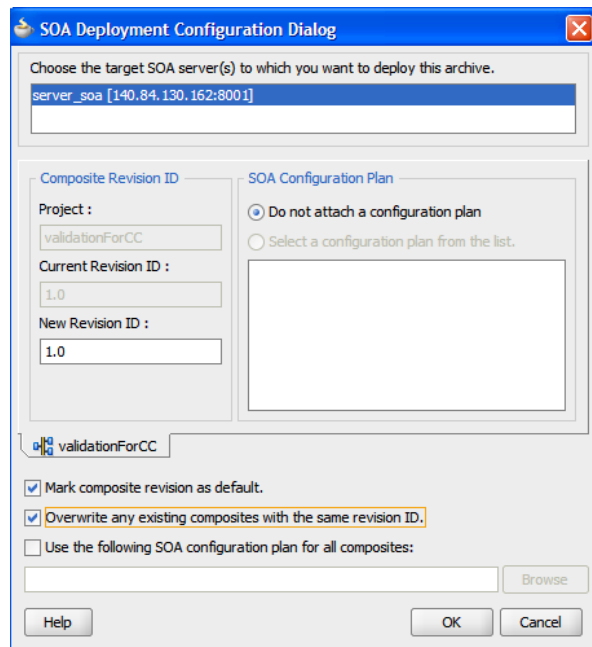 SOA Deployment Configuration Dialog
Choose the target SOA server(s) to which you want to deploy this archive.
server_soa [140.84.130.162:8001]
Composite Revision ID
Project :
validationForCC
Current Revision ID :
1.0
New Revision ID :
1.0
SOA Configuration Plan
Do not attach a configuration plan
Select a configuration plan from the list.
validationForCC
Mark composite revision as default.
Overwrite any existing composites with the same revision ID.
Use the following SOA configuration plan for all composites:
Browse
Help
OK
Cancel